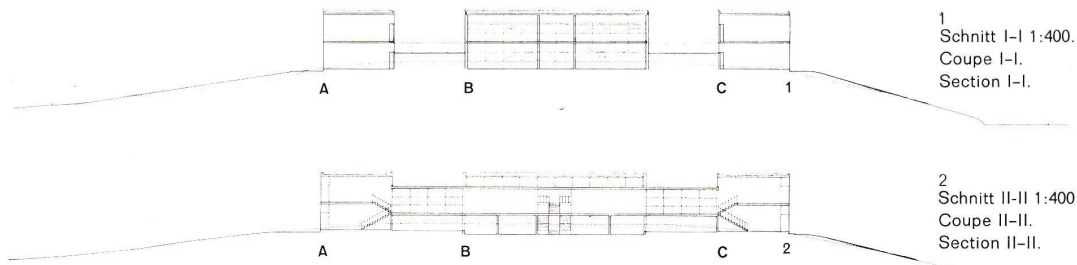 1
Schnitt I-I 1:400.
Coupe I-I.
Section I-I.
A B C 1
2
Schnitt II-II 1:400
Coupe II-II.
Section II-II.
A B C 2